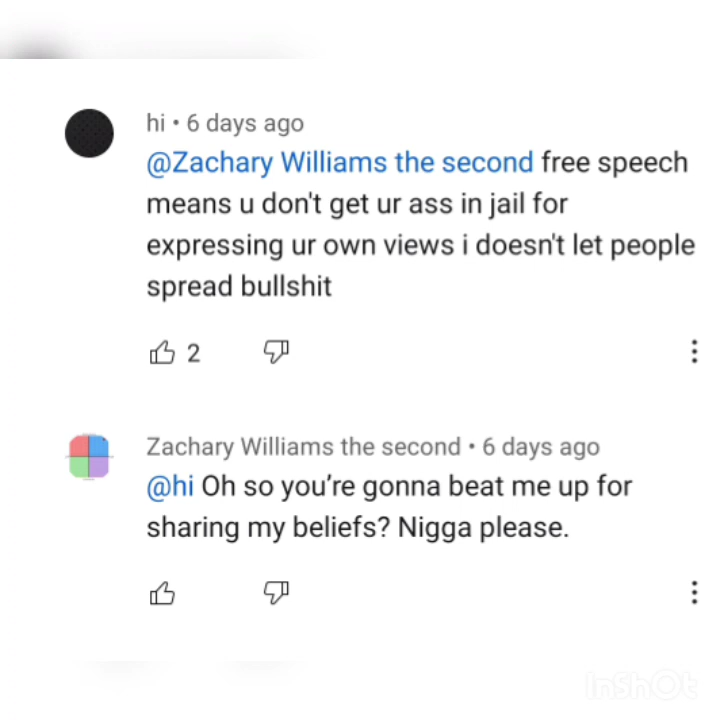 hi • 6 days ago
@Zachary Williams the second free speech
means u don't get ur ass in jail for
expressing ur own views i doesn't let people
spread bullshit
2
Zachary Williams the second • 6 days ago
@hi Oh so you’re gonna beat me up for
sharing my beliefs? Nigga please.
InShOt